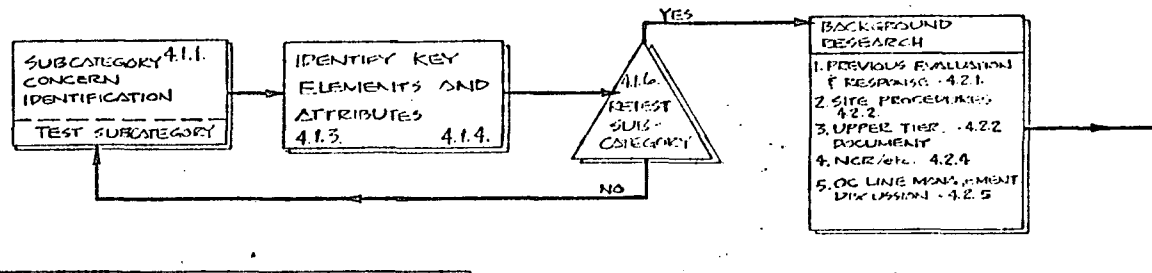 SUBCATEGORY 4.1.1.
CONCERN
IDENTIFICATION
TEST SUBCATEGORY
IDENTIFY KEY
ELEMENTS AND
ATTRIBUTES
4.1.3. 4.1.4.
YES
4.1.6.
RETEST
SUB-
CATEGORY
NO
BACKGROUND
RESEARCH
1. PREVIOUS EVALUATION
& RESPONSE - 4.2.1.
2. SITE PROCEDURES
4.2.2.
3. UPPER TIER. - 4.2.2
DOCUMENT
4. NCR/etc. 4.2.4
5. QC LINE
DISCUSSION - 4.2.5